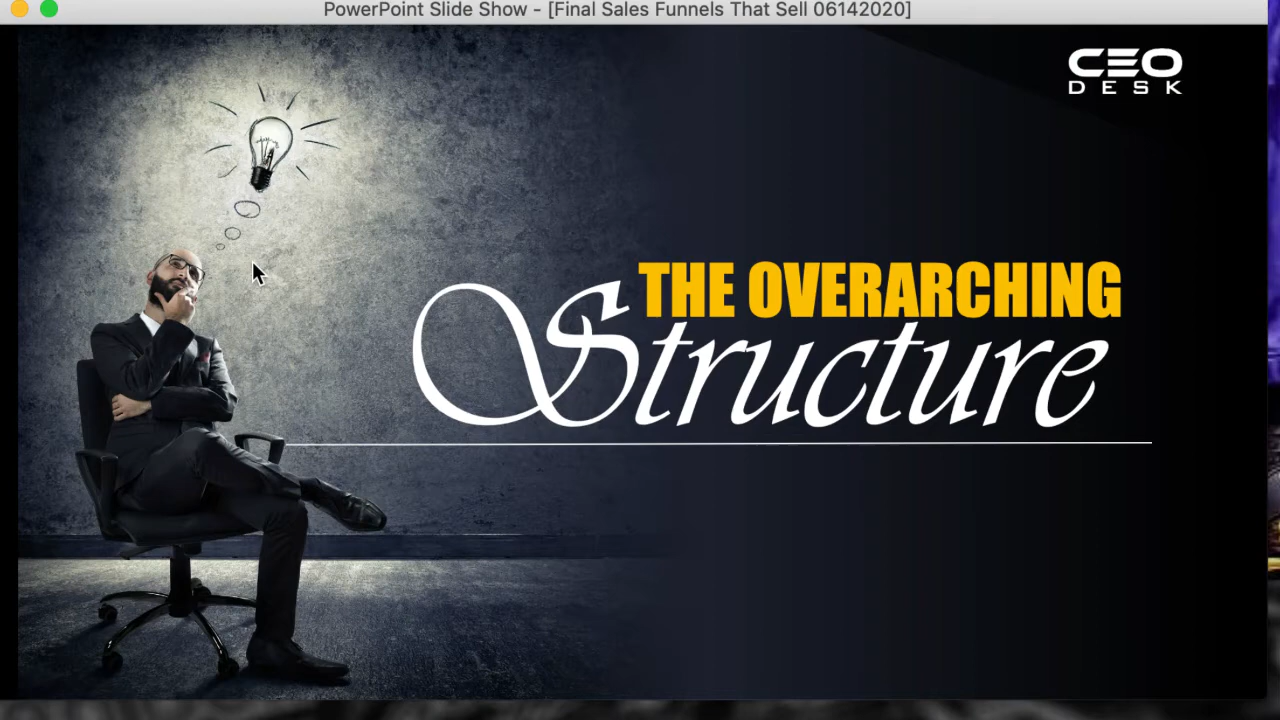 PowerPoint Slide Show - [Final Sales Funnels That Sell 06142020]
CEO
DESK
THE OVERARCHING
Structure